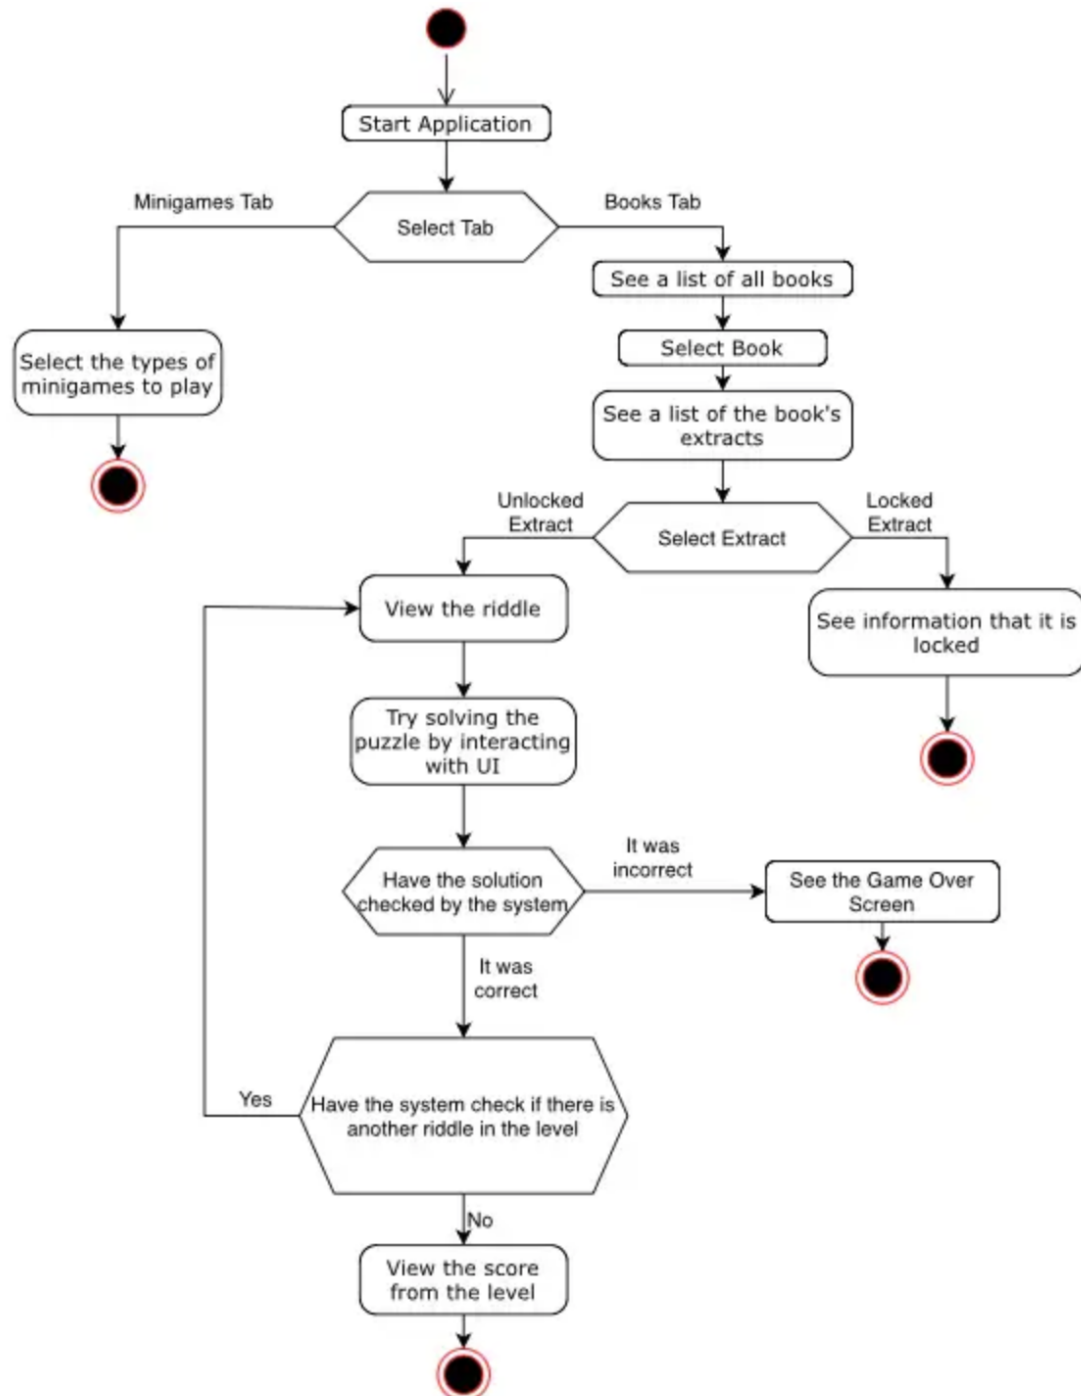 Start Application
Minigames Tab
Select Tab
Books Tab
See a list of all books
Select Book
Select the types of
minigames to play
See a list of the book's
extracts
Unlocked
Extract
Select Extract
Locked
Extract
View the riddle
See information that it is
locked
Try solving the
puzzle by interacting
with UI
Have the solution
checked by the system
It was
incorrect
See the Game Over
Screen
It was
correct
Yes
Have the system check if there is
another riddle in the level
No
View the score
from the level